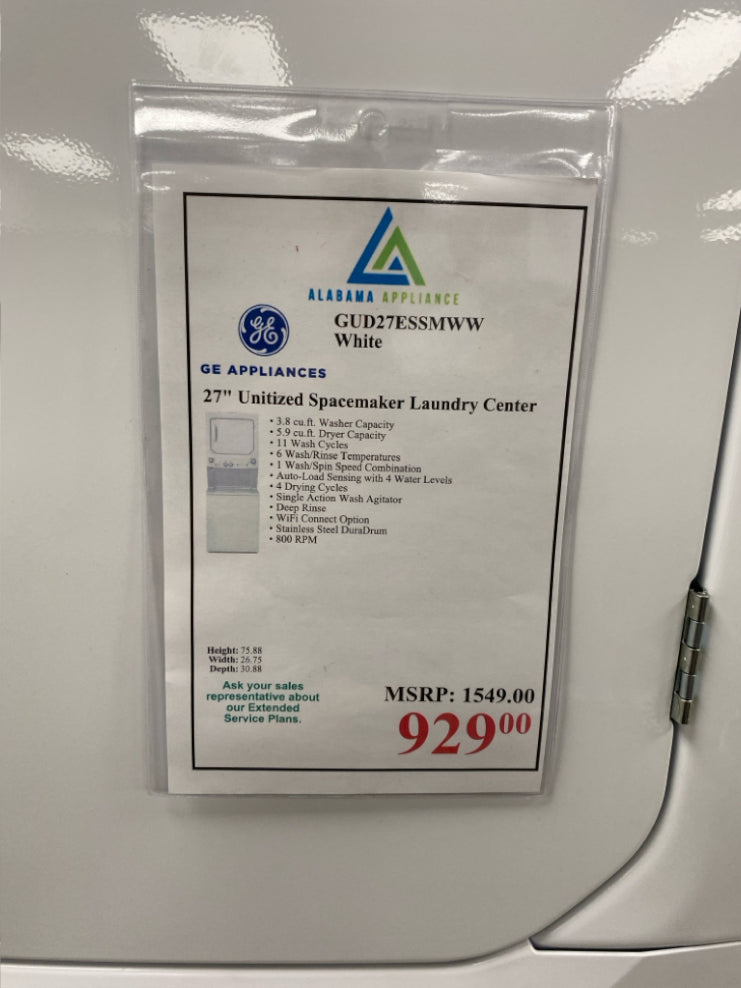 ALABAMA APPLIANCE
GE
GE APPLIANCES
GUD27ESSMWW
White
27" Unitized Spacemaker Laundry Center
• 3.8 cu.ft. Washer Capacity
• 5.9 cu.ft. Dryer Capacity
• 11 Wash Cycles
• 6 Wash/Rinse Temperatures
• 1 Wash/Spin Speed Combination
• Auto-Load Sensing with 4 Water Levels
• 4 Drying Cycles
• Single Action Wash Agitator
• Deep Rinse
• WiFi Connect Option
• Stainless Steel DuraDrum
• 800 RPM
Height: 75.88
Width: 26.75
Depth: 30.88
Ask your sales
representative about
our Extended
Service Plans.
MSRP: 1549.00
929⁰⁰